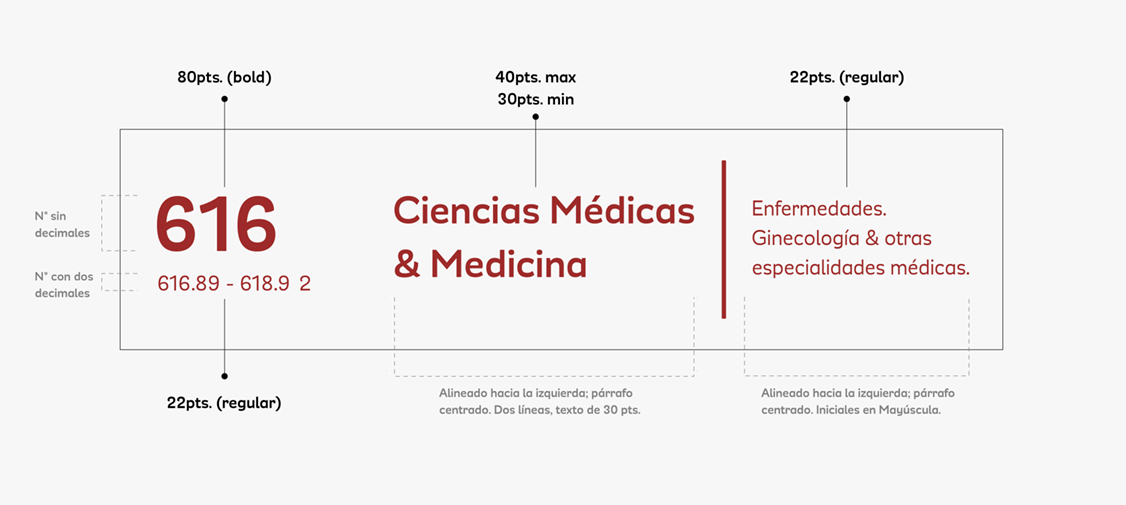 80pts. (bold)
40pts. max
30pts. min
22pts. (regular)
N° sin
decimales
616
Ciencias Médicas
& Medicina
Enfermedades.
Ginecología & otras
especialidades médicas.
N° con dos
decimales
616.89 - 618.9 2
22pts. (regular)
Alineado hacia la izquierda; párrafo
centrado. Dos líneas, texto de 30 pts.
Alineado hacia la izquierda; párrafo
centrado. Iniciales en Mayúscula.